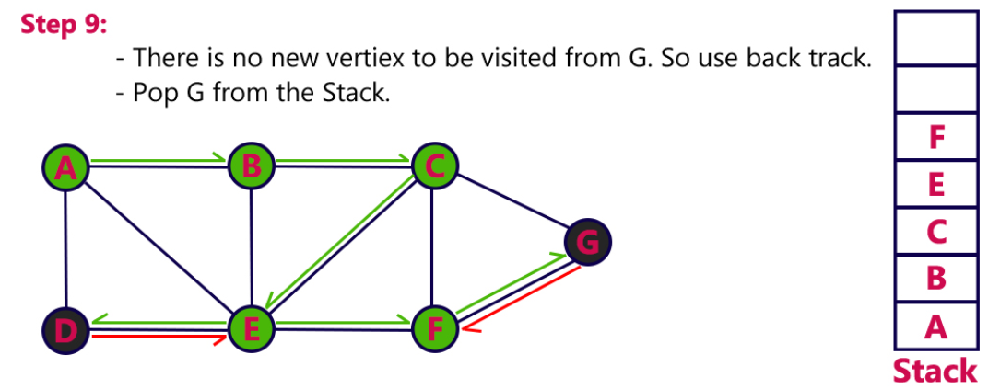 Step 9:
- There is no new vertiex to be visited from G. So use back track.
- Pop G from the Stack.
A
B
C
G
D
E
F
F
E
C
B
A
Stack